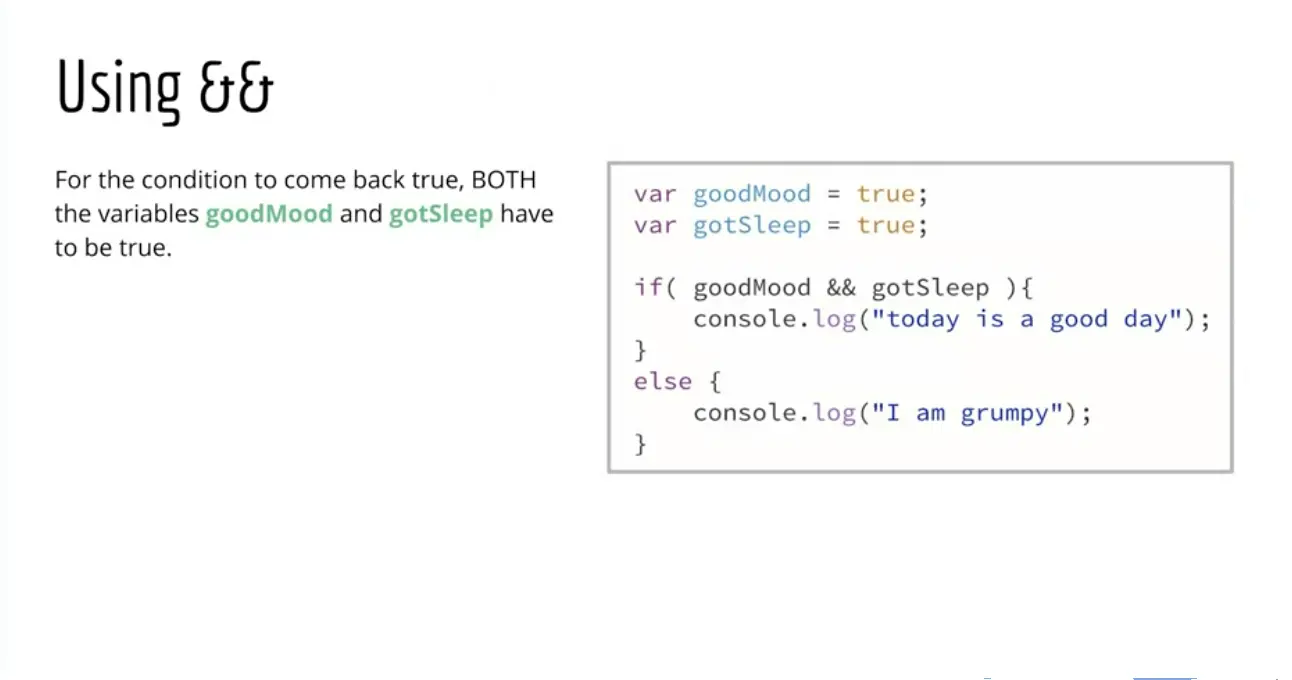 Using &&
For the condition to come back true, BOTH
the variables goodMood and gotSleep have
to be true.
var goodMood = true;
var gotSleep = true;
if( goodMood && gotSleep ){
    console.log("today is a good day");
}
else {
    console.log("I am grumpy");
}